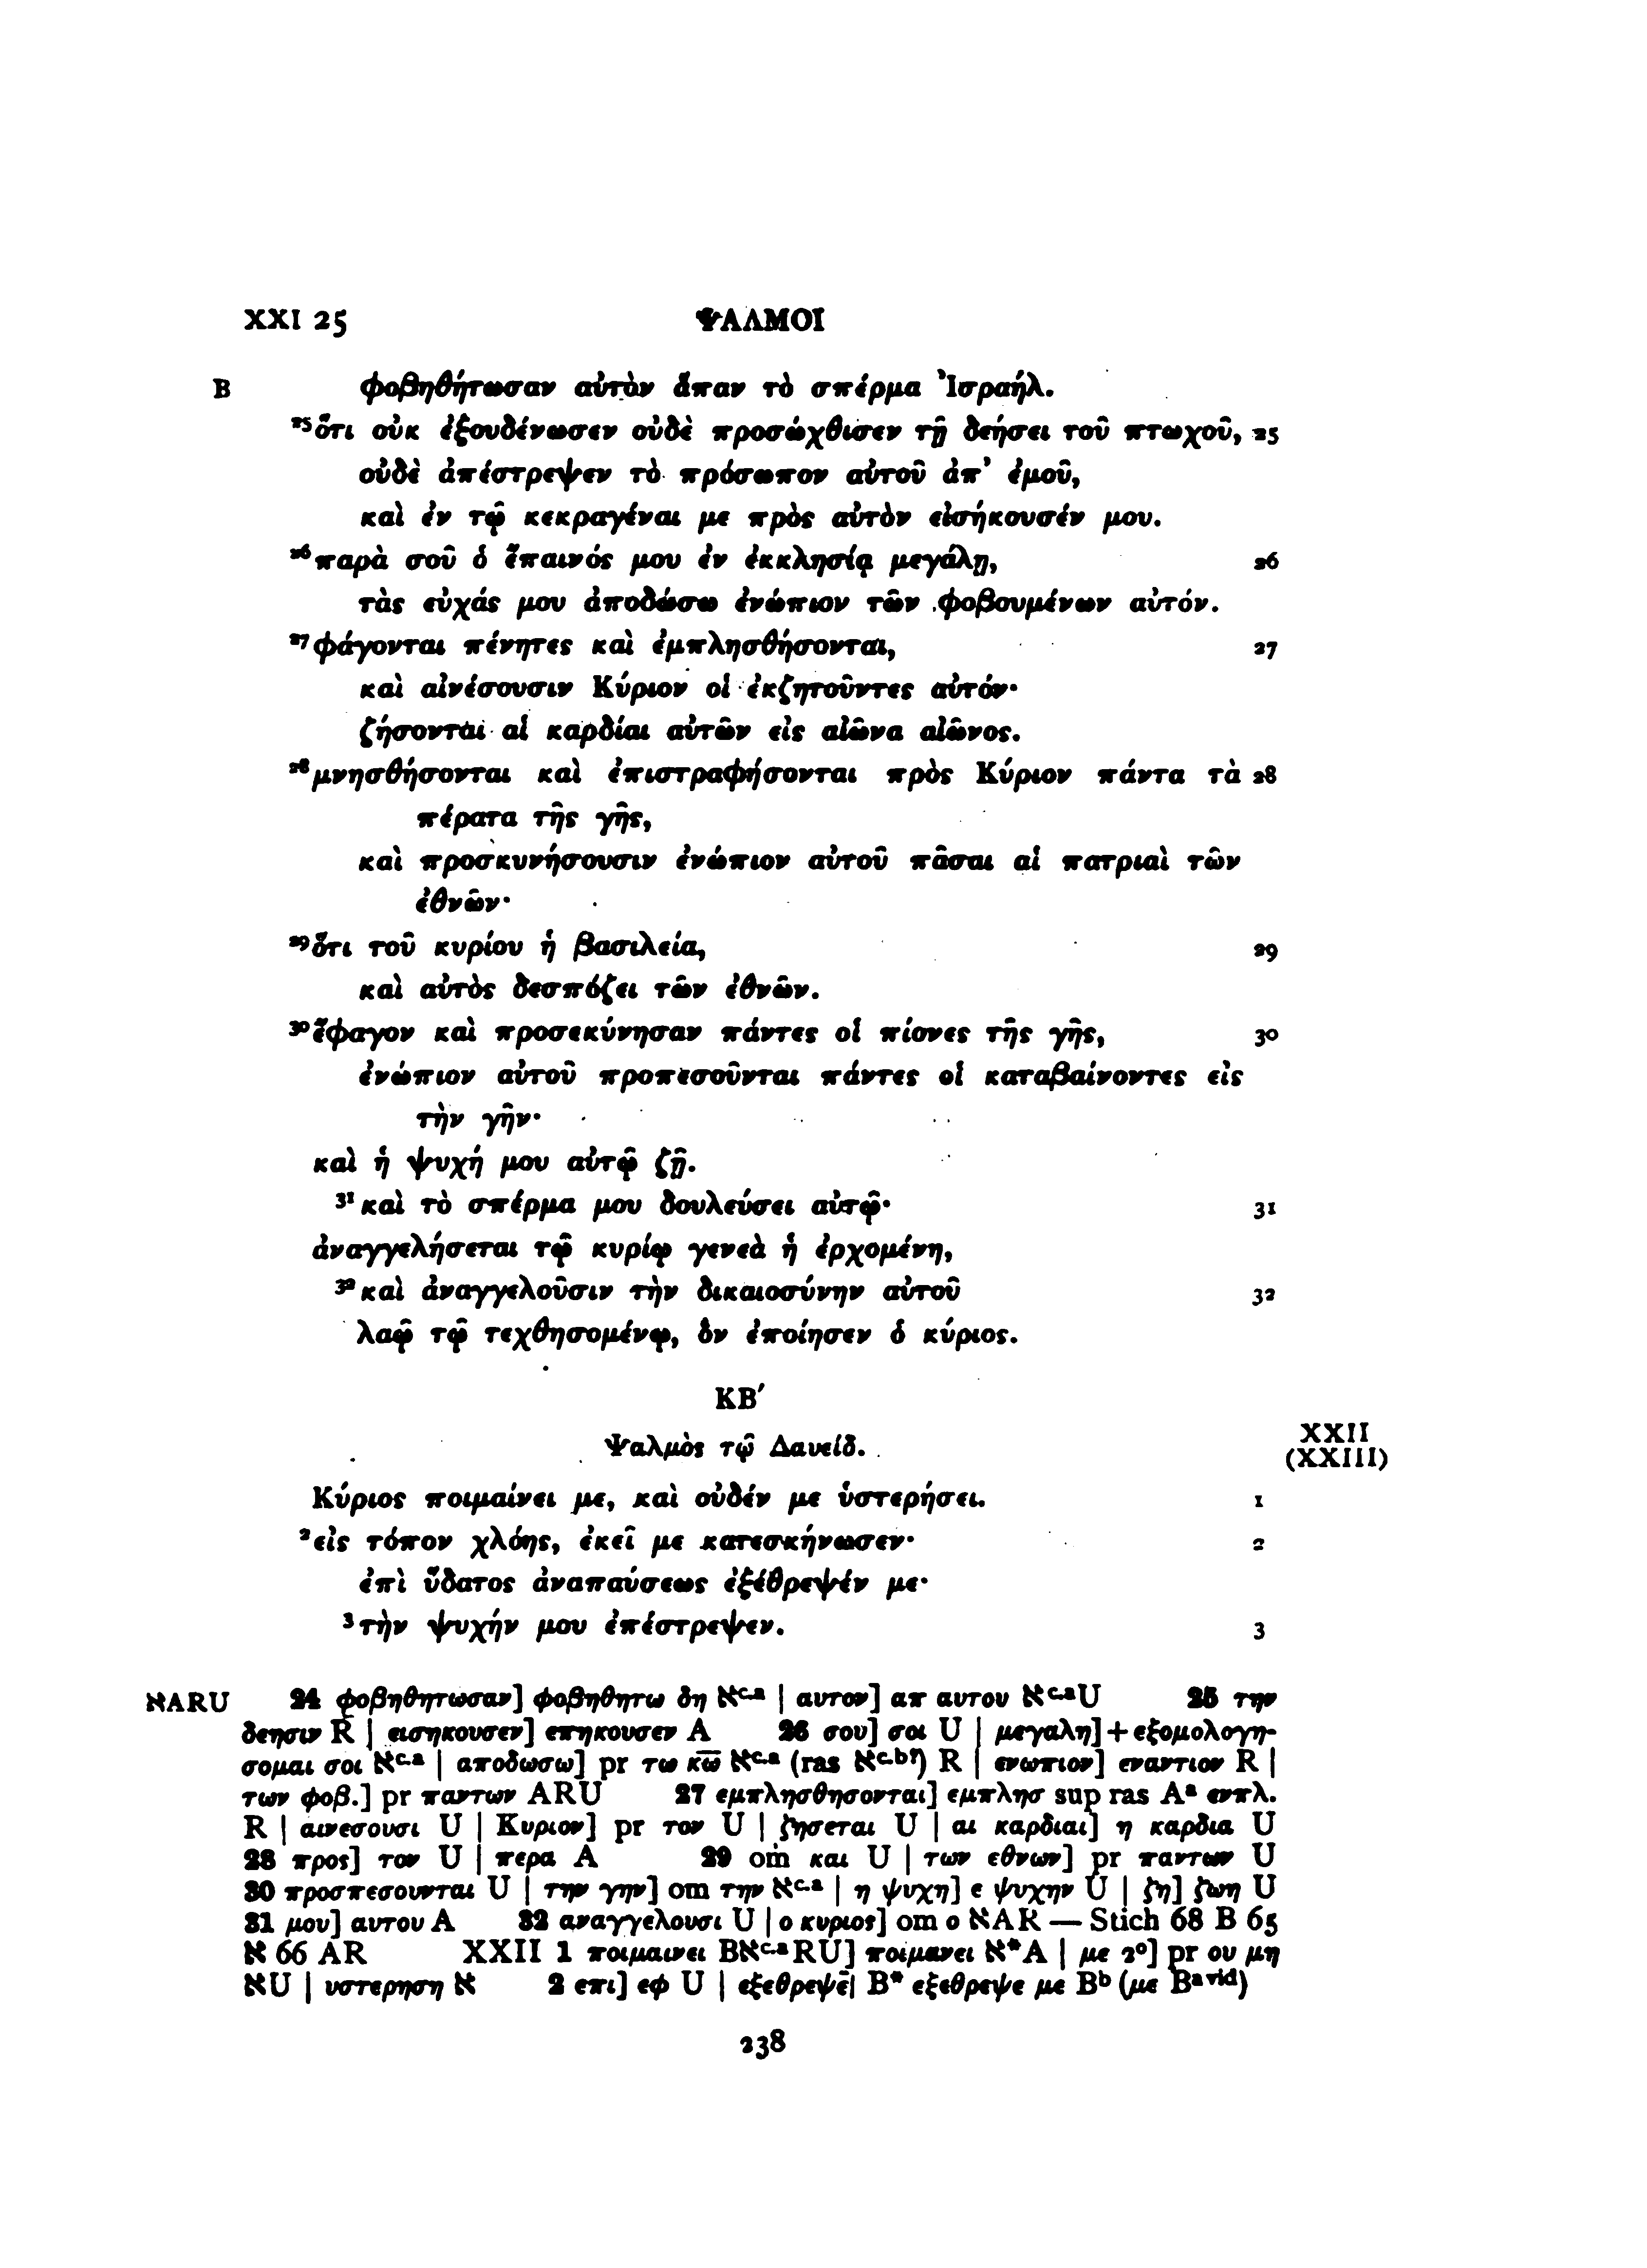 XXI 25 ΨΑΛΜΟΙ
B φοβηθήτωσαν αὐτὸν ἅπαν τὸ σπέρμα Ἰσραήλ.
²⁵ὅτι οὐκ ἐξουδένωσεν οὐδὲ προσώχθισεν τῇ δεήσει τοῦ πτωχοῦ, 25
οὐδὲ ἀπέστρεψεν τὸ πρόσωπον αὐτοῦ ἀπ’ ἐμοῦ,
καὶ ἐν τῷ κεκραγέναι με πρὸς αὐτὸν εἰσήκουσέν μου.
²⁶παρὰ σοῦ ὁ ἔπαινός μου ἐν ἐκκλησίᾳ μεγάλῃ, 26
τὰς εὐχάς μου ἀποδώσω ἐνώπιον τῶν φοβουμένων αὐτόν.
²⁷φάγονται πένητες καὶ ἐμπλησθήσονται, 27
καὶ αἰνέσουσιν Κύριον οἱ ἐκζητοῦντες αὐτόν·
ζήσονται αἱ καρδίαι αὐτῶν εἰς αἰῶνα αἰῶνος.
²⁸μνησθήσονται καὶ ἐπιστραφήσονται πρὸς Κύριον πάντα τὰ 28
πέρατα τῆς γῆς,
καὶ προσκυνήσουσιν ἐνώπιον αὐτοῦ πᾶσαι αἱ πατριαὶ τῶν
ἐθνῶν·
²⁹ὅτι τοῦ κυρίου ἡ βασιλεία, 29
καὶ αὐτὸς δεσπόζει τῶν ἐθνῶν.
³⁰ἔφαγον καὶ προσεκύνησαν πάντες οἱ πίονες τῆς γῆς, 30
ἐνώπιον αὐτοῦ προπεσοῦνται πάντες οἱ καταβαίνοντες εἰς
τὴν γῆν·
καὶ ἡ ψυχή μου αὐτῷ ζῇ.
³¹καὶ τὸ σπέρμα μου δουλεύσει αὐτῷ· 31
ἀναγγελήσεται τῷ κυρίῳ γενεὰ ἡ ἐρχομένη,
³²καὶ ἀναγγελοῦσιν τὴν δικαιοσύνην αὐτοῦ 32
λαῷ τῷ τεχθησομένῳ, ὃν ἐποίησεν ὁ κύριος.
ΚΒ′
Ψαλμὸς τῷ Δαυείδ. XXII
(XXIII)
Κύριος ποιμαίνει με, καὶ οὐδέν με ὑστερήσει. 1
²εἰς τόπον χλόης, ἐκεῖ με κατεσκήνωσεν· 2
ἐπὶ ὕδατος ἀναπαύσεως ἐξέθρεψέν με·
³τὴν ψυχήν μου ἐπέστρεψεν. 3
אARU 24 φοβηθητωσαν] φοβηθητω δη אᶜ·ᵃ | αυτον] απ αυτου אᶜ·ᵃU 25 την
δεησιν R | εισηκουσεν] επηκουσεν A 26 σου] σοι U | μεγαλη]+εξομολογη-
σομαι σοι אᶜ·ᵃ | αποδωσω] pr τω κ̅ω̅ אᶜ·ᵃ (ras אᶜ·ᵇ?) R | ενωπιον] εναντιον R |
των φοβ.] pr παντων ARU 27 εμπλησθησονται] εμπλησ sup ras Aᵃ ενπλ.
R | αινεσουσι U | Κυριον] pr τον U | ζησεται U | αι καρδιαι] η καρδια U
28 προς] τον U | περα A 29 om και U | των εθνων] pr παντων U
30 προσπεσουνται U | την γην] om την אᶜ·ᵃ | η ψυχη] ε ψυχην U | ζη] ζωη U
31 μου] αυτου A 32 αναγγελουσι U | ο κυριος] om ο אAR — Stich 68 B 65
א 66 AR XXII 1 ποιμαινει Bאᶜ·ᵃRU] ποιμανει א*A | με 2°] pr ου μη
אU | υστερηση א 2 επι] εφ U | εξεθρεψε̅| B* εξεθρεψε με Bᵇ (με Bᵃ ᵛⁱᵈ)
238